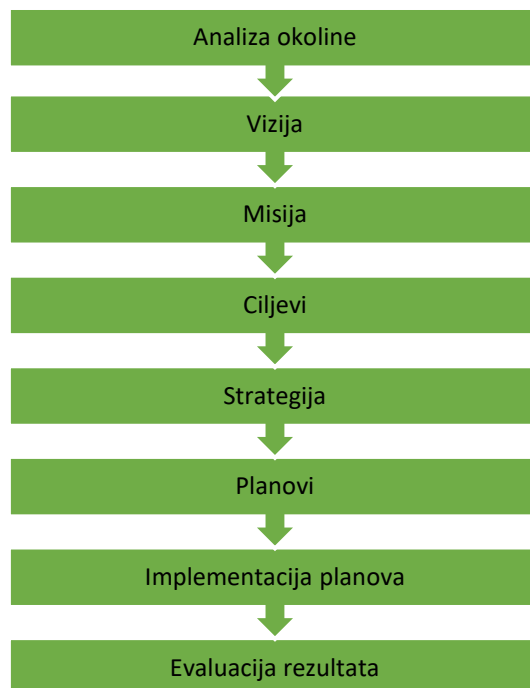 Analiza okoline
Vizija
Misija
Ciljevi
Strategija
Planovi
Implementacija planova
Evaluacija rezultata